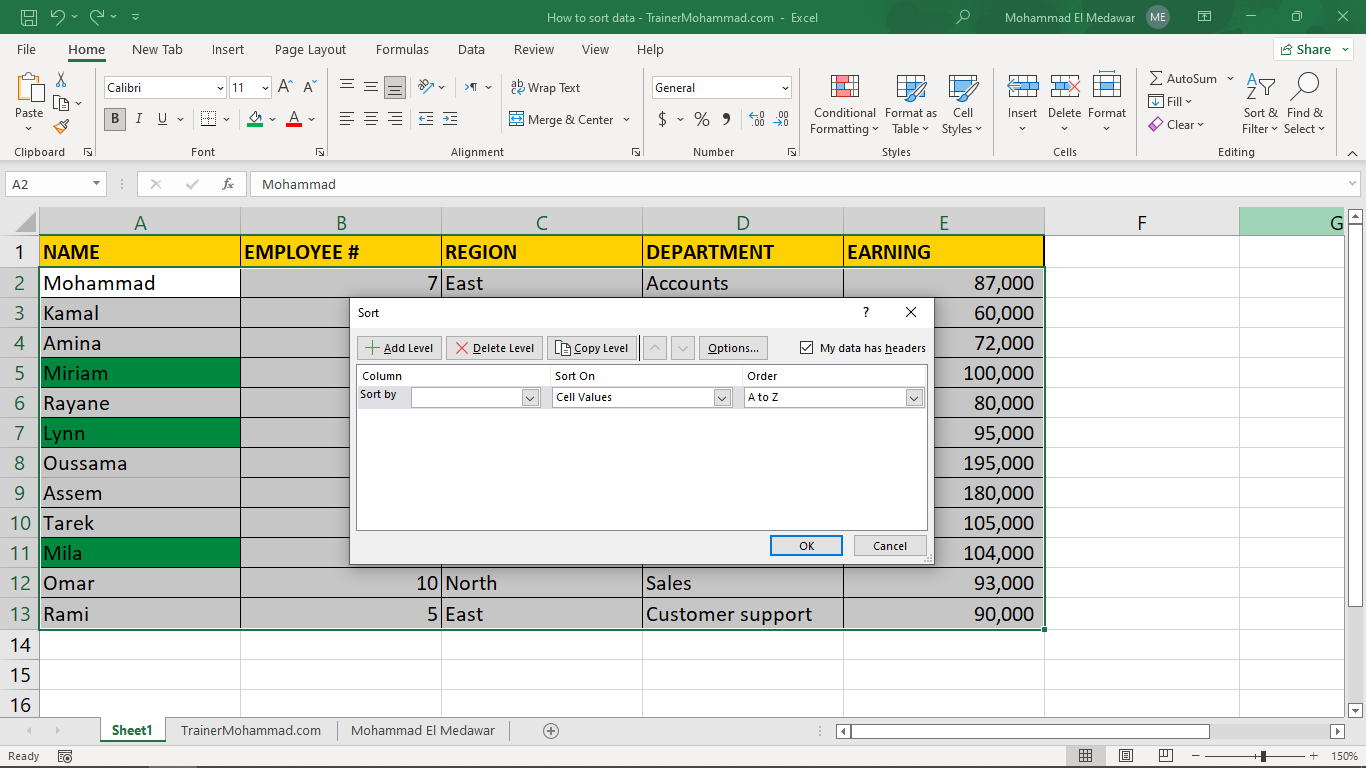 How to sort data - TrainerMohammad.com - Excel
Mohammad El Medawar ME
File Home New Tab Insert Page Layout Formulas Data Review View Help Share
Calibri 11 Wrap Text General AutoSum
Paste B I U Merge & Center $ % Conditional Formatting Format as Table Cell Styles Insert Delete Format Fill Clear Sort & Filter Find & Select
Clipboard Font Alignment Number Styles Cells Editing
A2 fx Mohammad
A B C D E F G
1 NAME EMPLOYEE # REGION DEPARTMENT EARNING
2 Mohammad 7 East Accounts 87,000
3 Kamal 60,000
4 Amina 72,000
5 Miriam 100,000
6 Rayane 80,000
7 Lynn 95,000
8 Oussama 195,000
9 Assem 180,000
10 Tarek 105,000
11 Mila 104,000
12 Omar 10 North Sales 93,000
13 Rami 5 East Customer support 90,000
14
15
16
Sort ?
Add Level Delete Level Copy Level Options... My data has headers
Column Sort On Order
Sort by Cell Values A to Z
OK Cancel
Sheet1 TrainerMohammad.com Mohammad El Medawar
Ready 150%